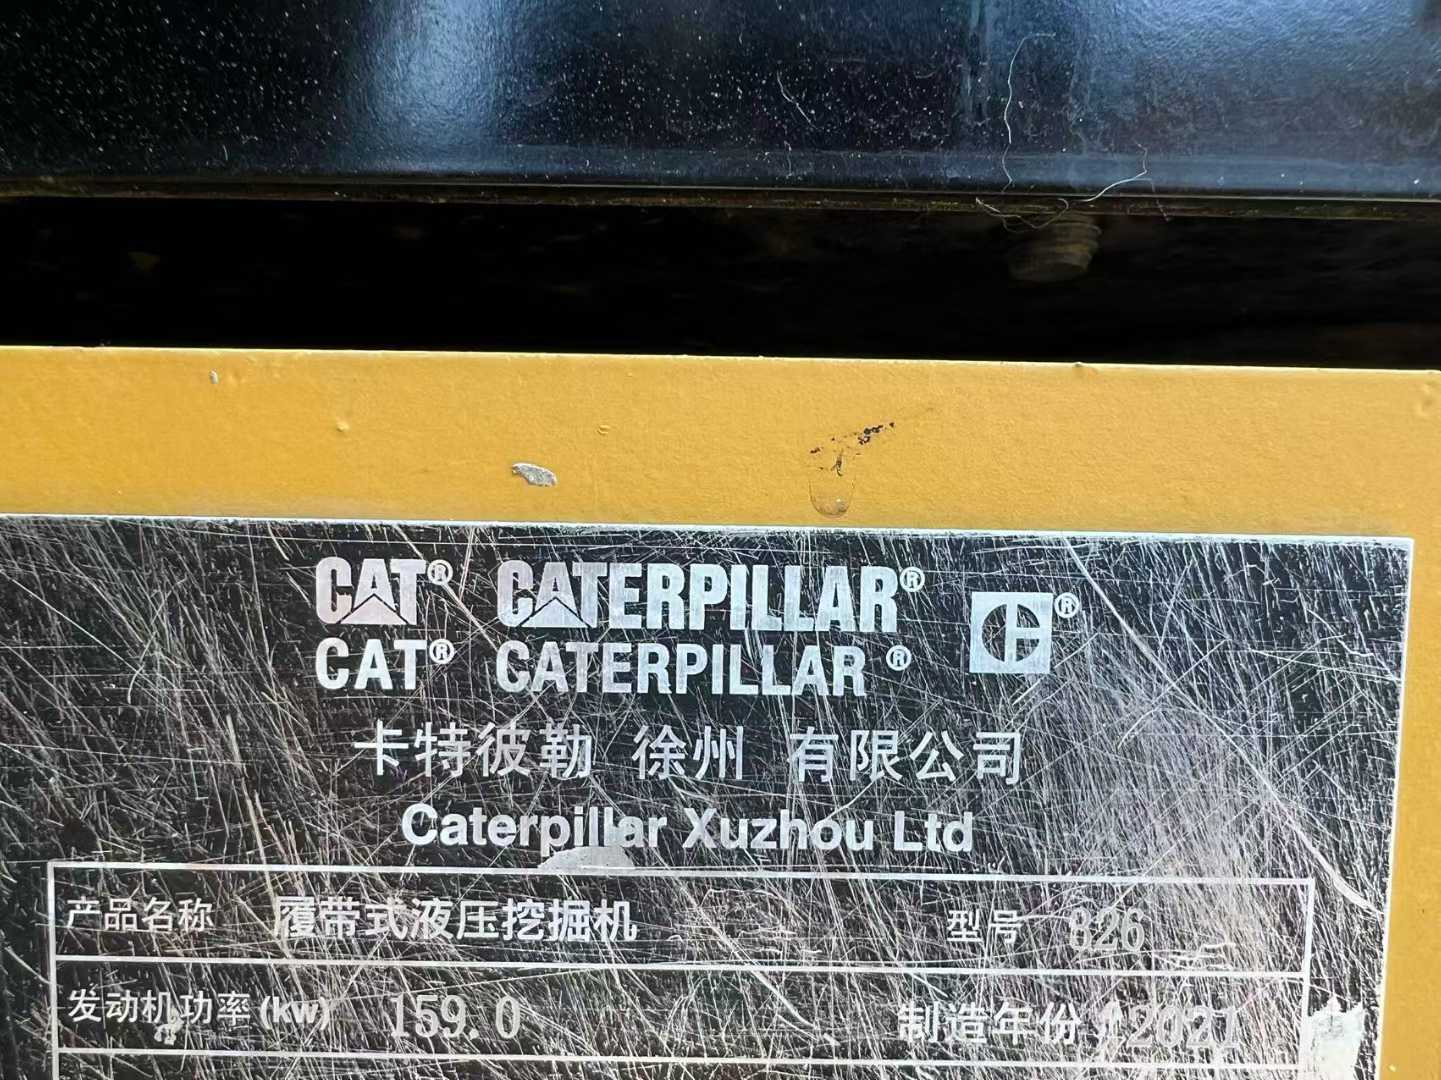 CAT® CATERPILLAR®
CAT® CATERPILLAR®
卡特彼勒 徐州 有限公司
Caterpillar Xuzhou Ltd
产品名称 履带式液压挖掘机 型号 826
发动机功率(kw) 159.0 制造年份 2021